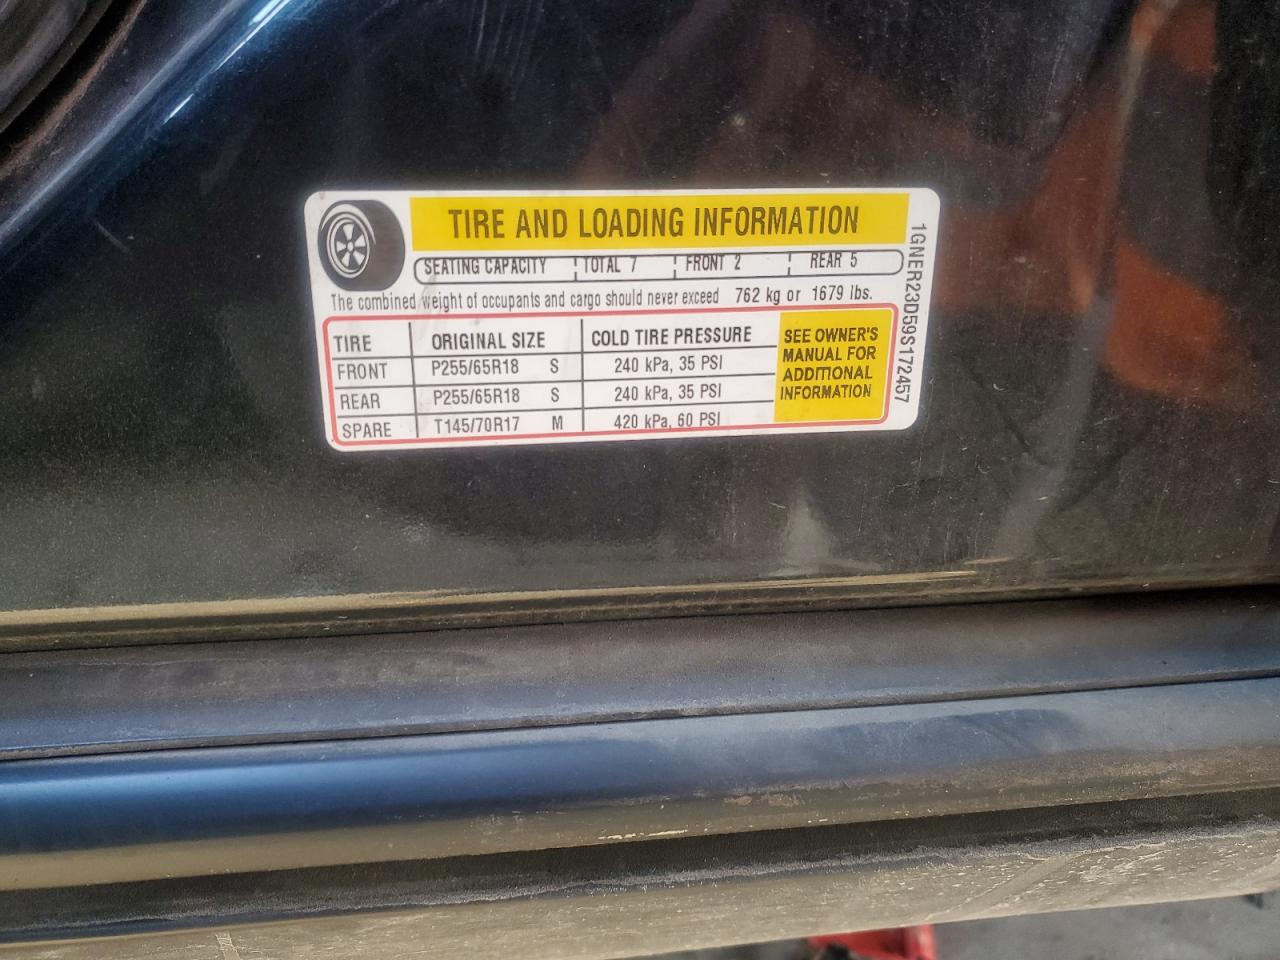 TIRE AND LOADING INFORMATION
SEATING CAPACITY TOTAL 7 FRONT 2 REAR 5
The combined weight of occupants and cargo should never exceed 762 kg or 1679 lbs.
TIRE ORIGINAL SIZE COLD TIRE PRESSURE
FRONT P255/65R18 S 240 kPa, 35 PSI
REAR P255/65R18 S 240 kPa, 35 PSI
SPARE T145/70R17 M 420 kPa, 60 PSI
SEE OWNER'S
MANUAL FOR
ADDITIONAL
INFORMATION
1GNER23D59S172457